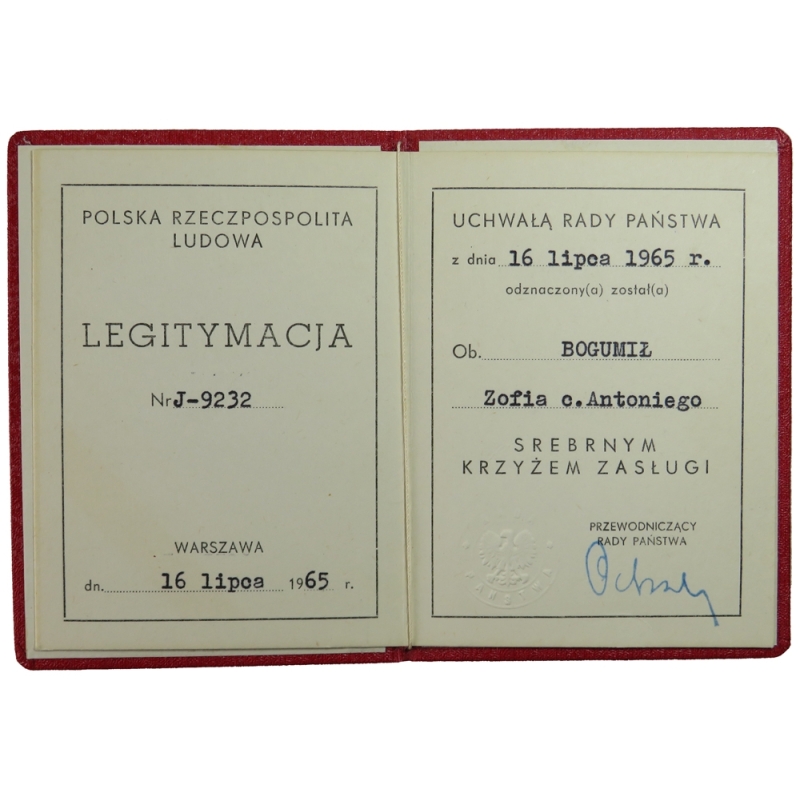 POLSKA RZECZPOSPOLITA
LUDOWA
LEGITYMACJA
Nr J-9232
WARSZAWA
dn. 16 lipca 1965 r.
UCHWAŁĄ RADY PAŃSTWA
z dnia 16 lipca 1965 r.
odznaczony(a) został(a)
Ob. BOGUMIŁ
Zofia c.Antoniego
SREBRNYM
KRZYŻEM ZASŁUGI
PRZEWODNICZĄCY
RADY PAŃSTWA